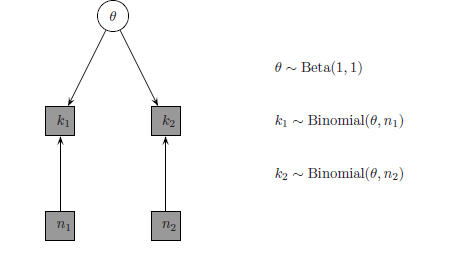 θ
k₁ k₂
n₁ n₂
θ ∼ Beta(1, 1)
k₁ ∼ Binomial(θ, n₁)
k₂ ∼ Binomial(θ, n₂)